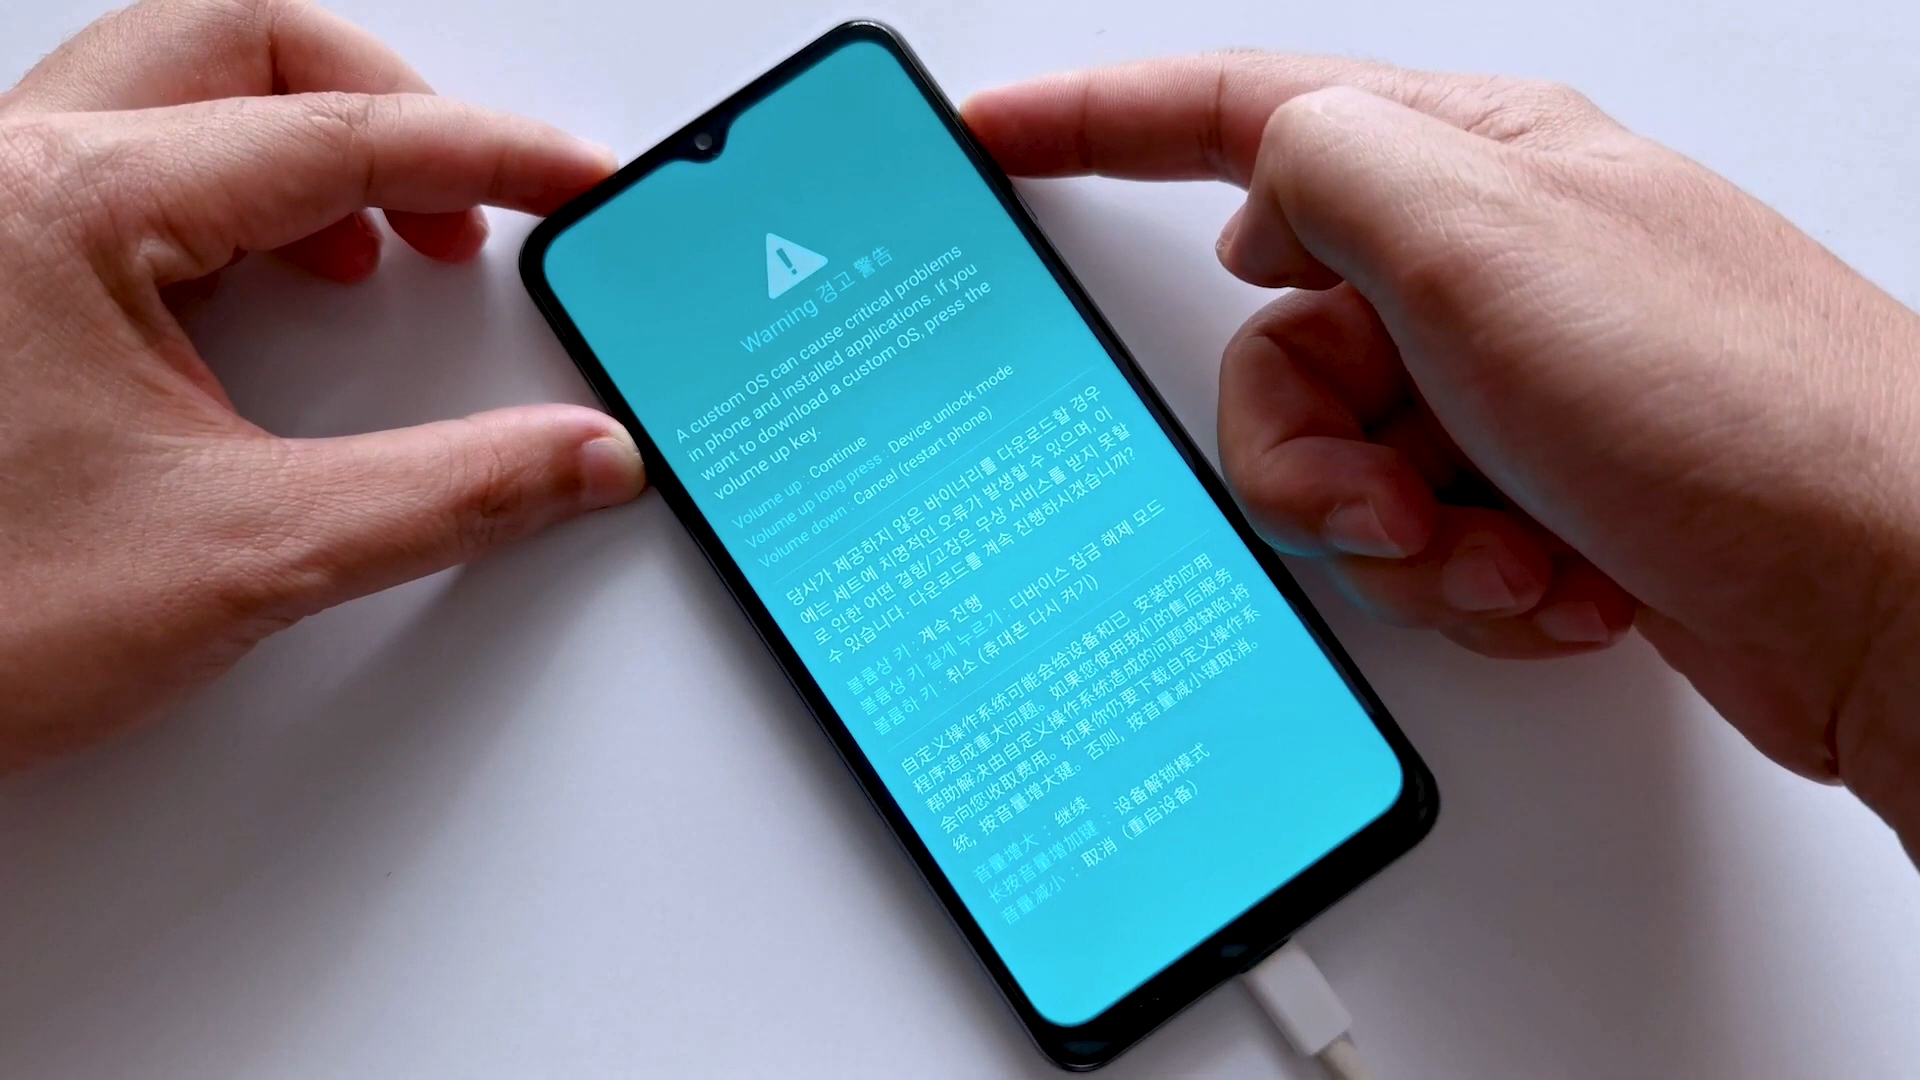 Warning 경고 警告
A custom OS can cause critical problems
in phone and installed applications. If you
want to download a custom OS, press the
volume up key.
Volume up : Continue
Volume up long press : Device unlock mode
Volume down : Cancel (restart phone)
당사가 제공하지 않은 바이너리를 다운로드할 경우
에는 세트에 치명적인 오류가 발생할 수 있으며, 이
로 인한 어떤 결함/고장은 무상 서비스를 받지 못할
수 있습니다. 다운로드를 계속 진행하시겠습니까?
볼륨상 키 : 계속 진행
볼륨상 키 길게 누르기 : 디바이스 잠금 해제 모드
볼륨하 키 : 취소 (휴대폰 다시 켜기)
自定义操作系统可能会给设备和已 安装的应用
程序造成重大问题。如果您使用我们的售后服务
帮助解决由自定义操作系统造成的问题或缺陷,将
会向您收取费用。如果你仍要下载自定义操作系
统, 按音量增大键。否则, 按音量减小键取消。
音量增大 : 继续
长按音量增加键 : 设备解锁模式
音量减小 : 取消 (重启设备)